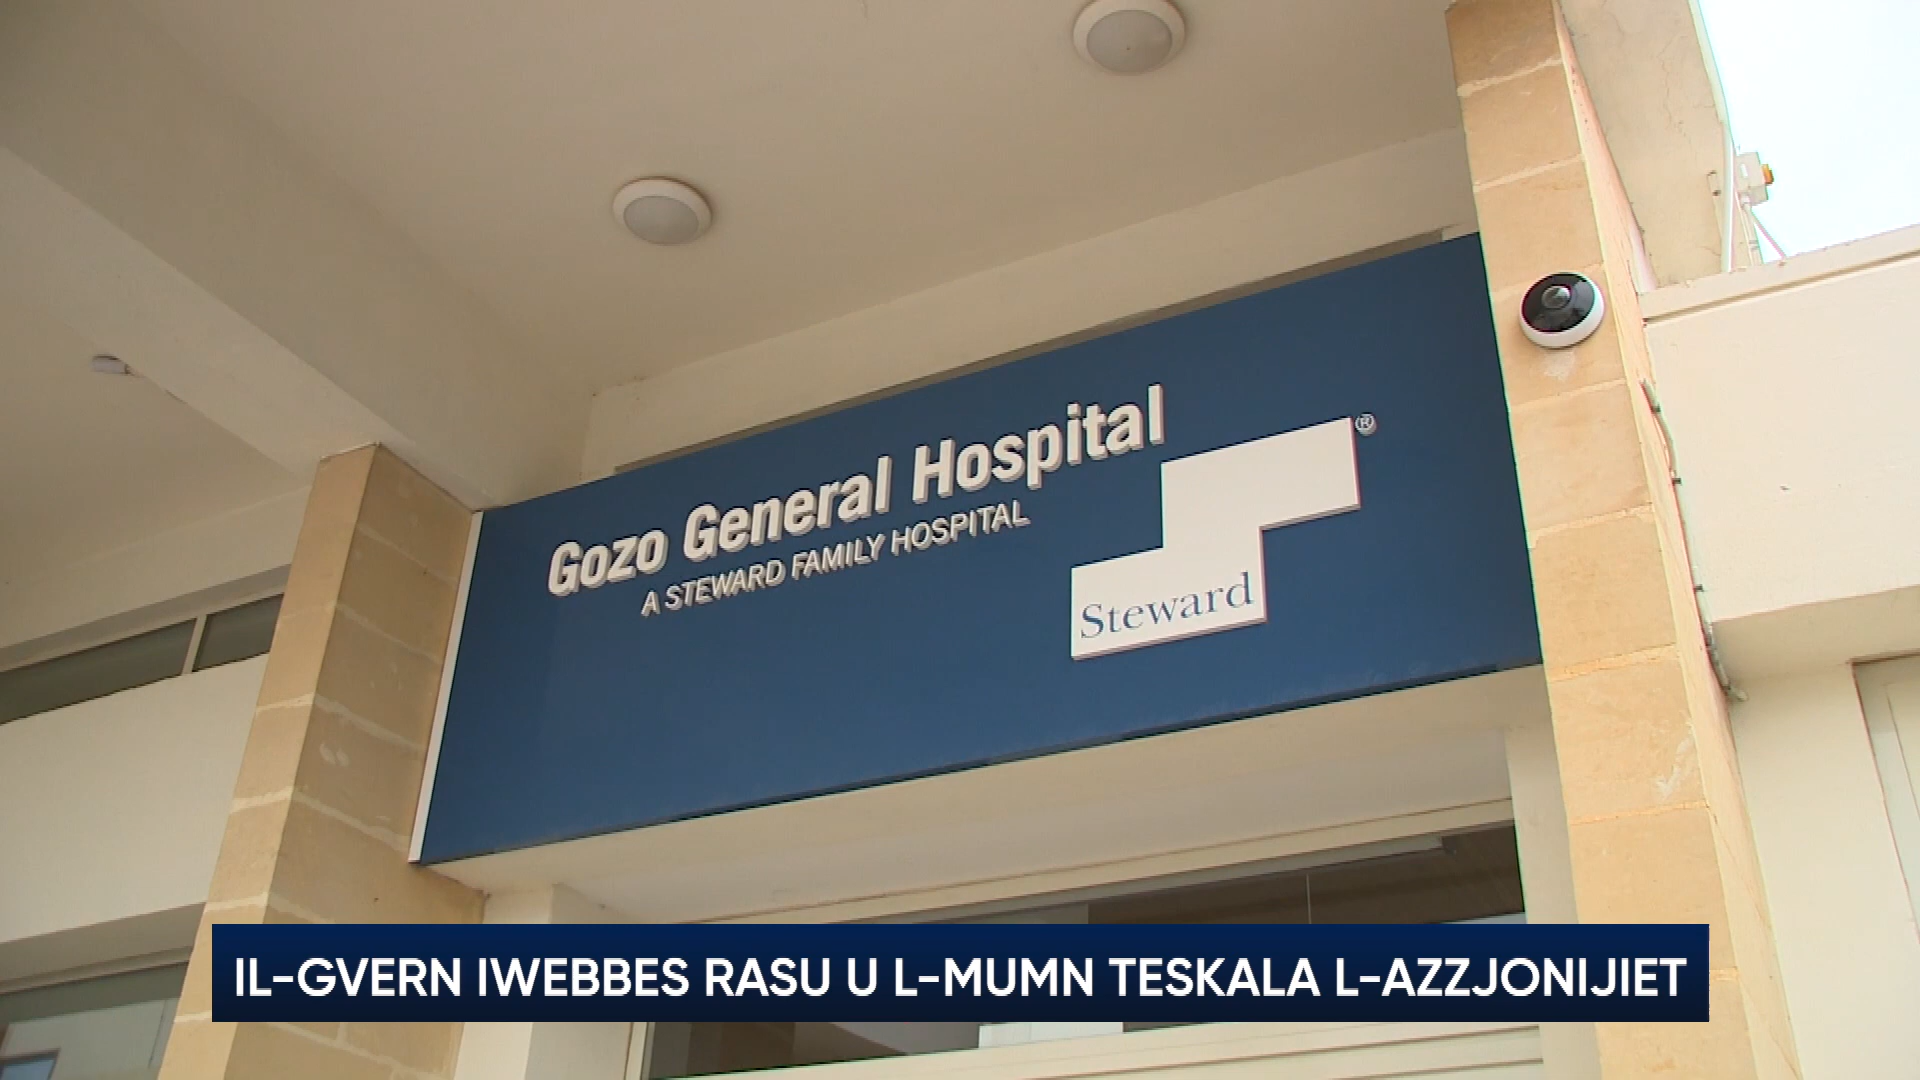 Gozo General Hospital
A STEWARD FAMILY HOSPITAL
®
Steward
IL-GVERN IWEBBES RASU U L-MUMN TESKALA L-AZZJONIJIET